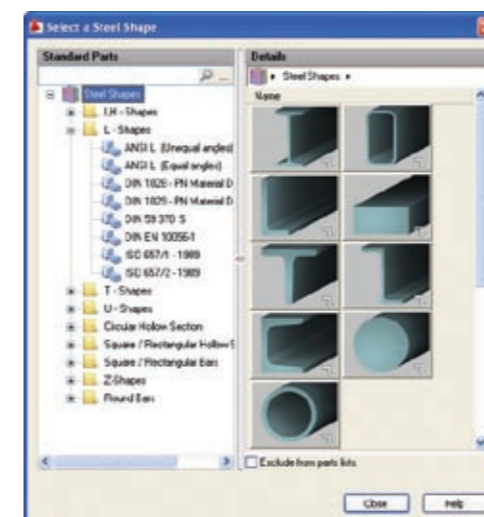 Select a Steel Shape
Standard Parts
Steel Shapes
I,H - Shapes
L - Shapes
ANSI L (Unequal angles)
ANSI L (Equal angles)
DIN 1028 - PN Material D
DIN 1029 - PN Material D
DIN 59 370 S
DIN EN 10056-1
ISO 657/1 - 1989
ISO 657/2 - 1989
T - Shapes
U - Shapes
Circular Hollow Section
Square / Rectangular Hollow S
Square / Rectangular Bars
Z-Shapes
Round Bars
Details
Steel Shapes
Name
Exclude from parts lists
Close
Help